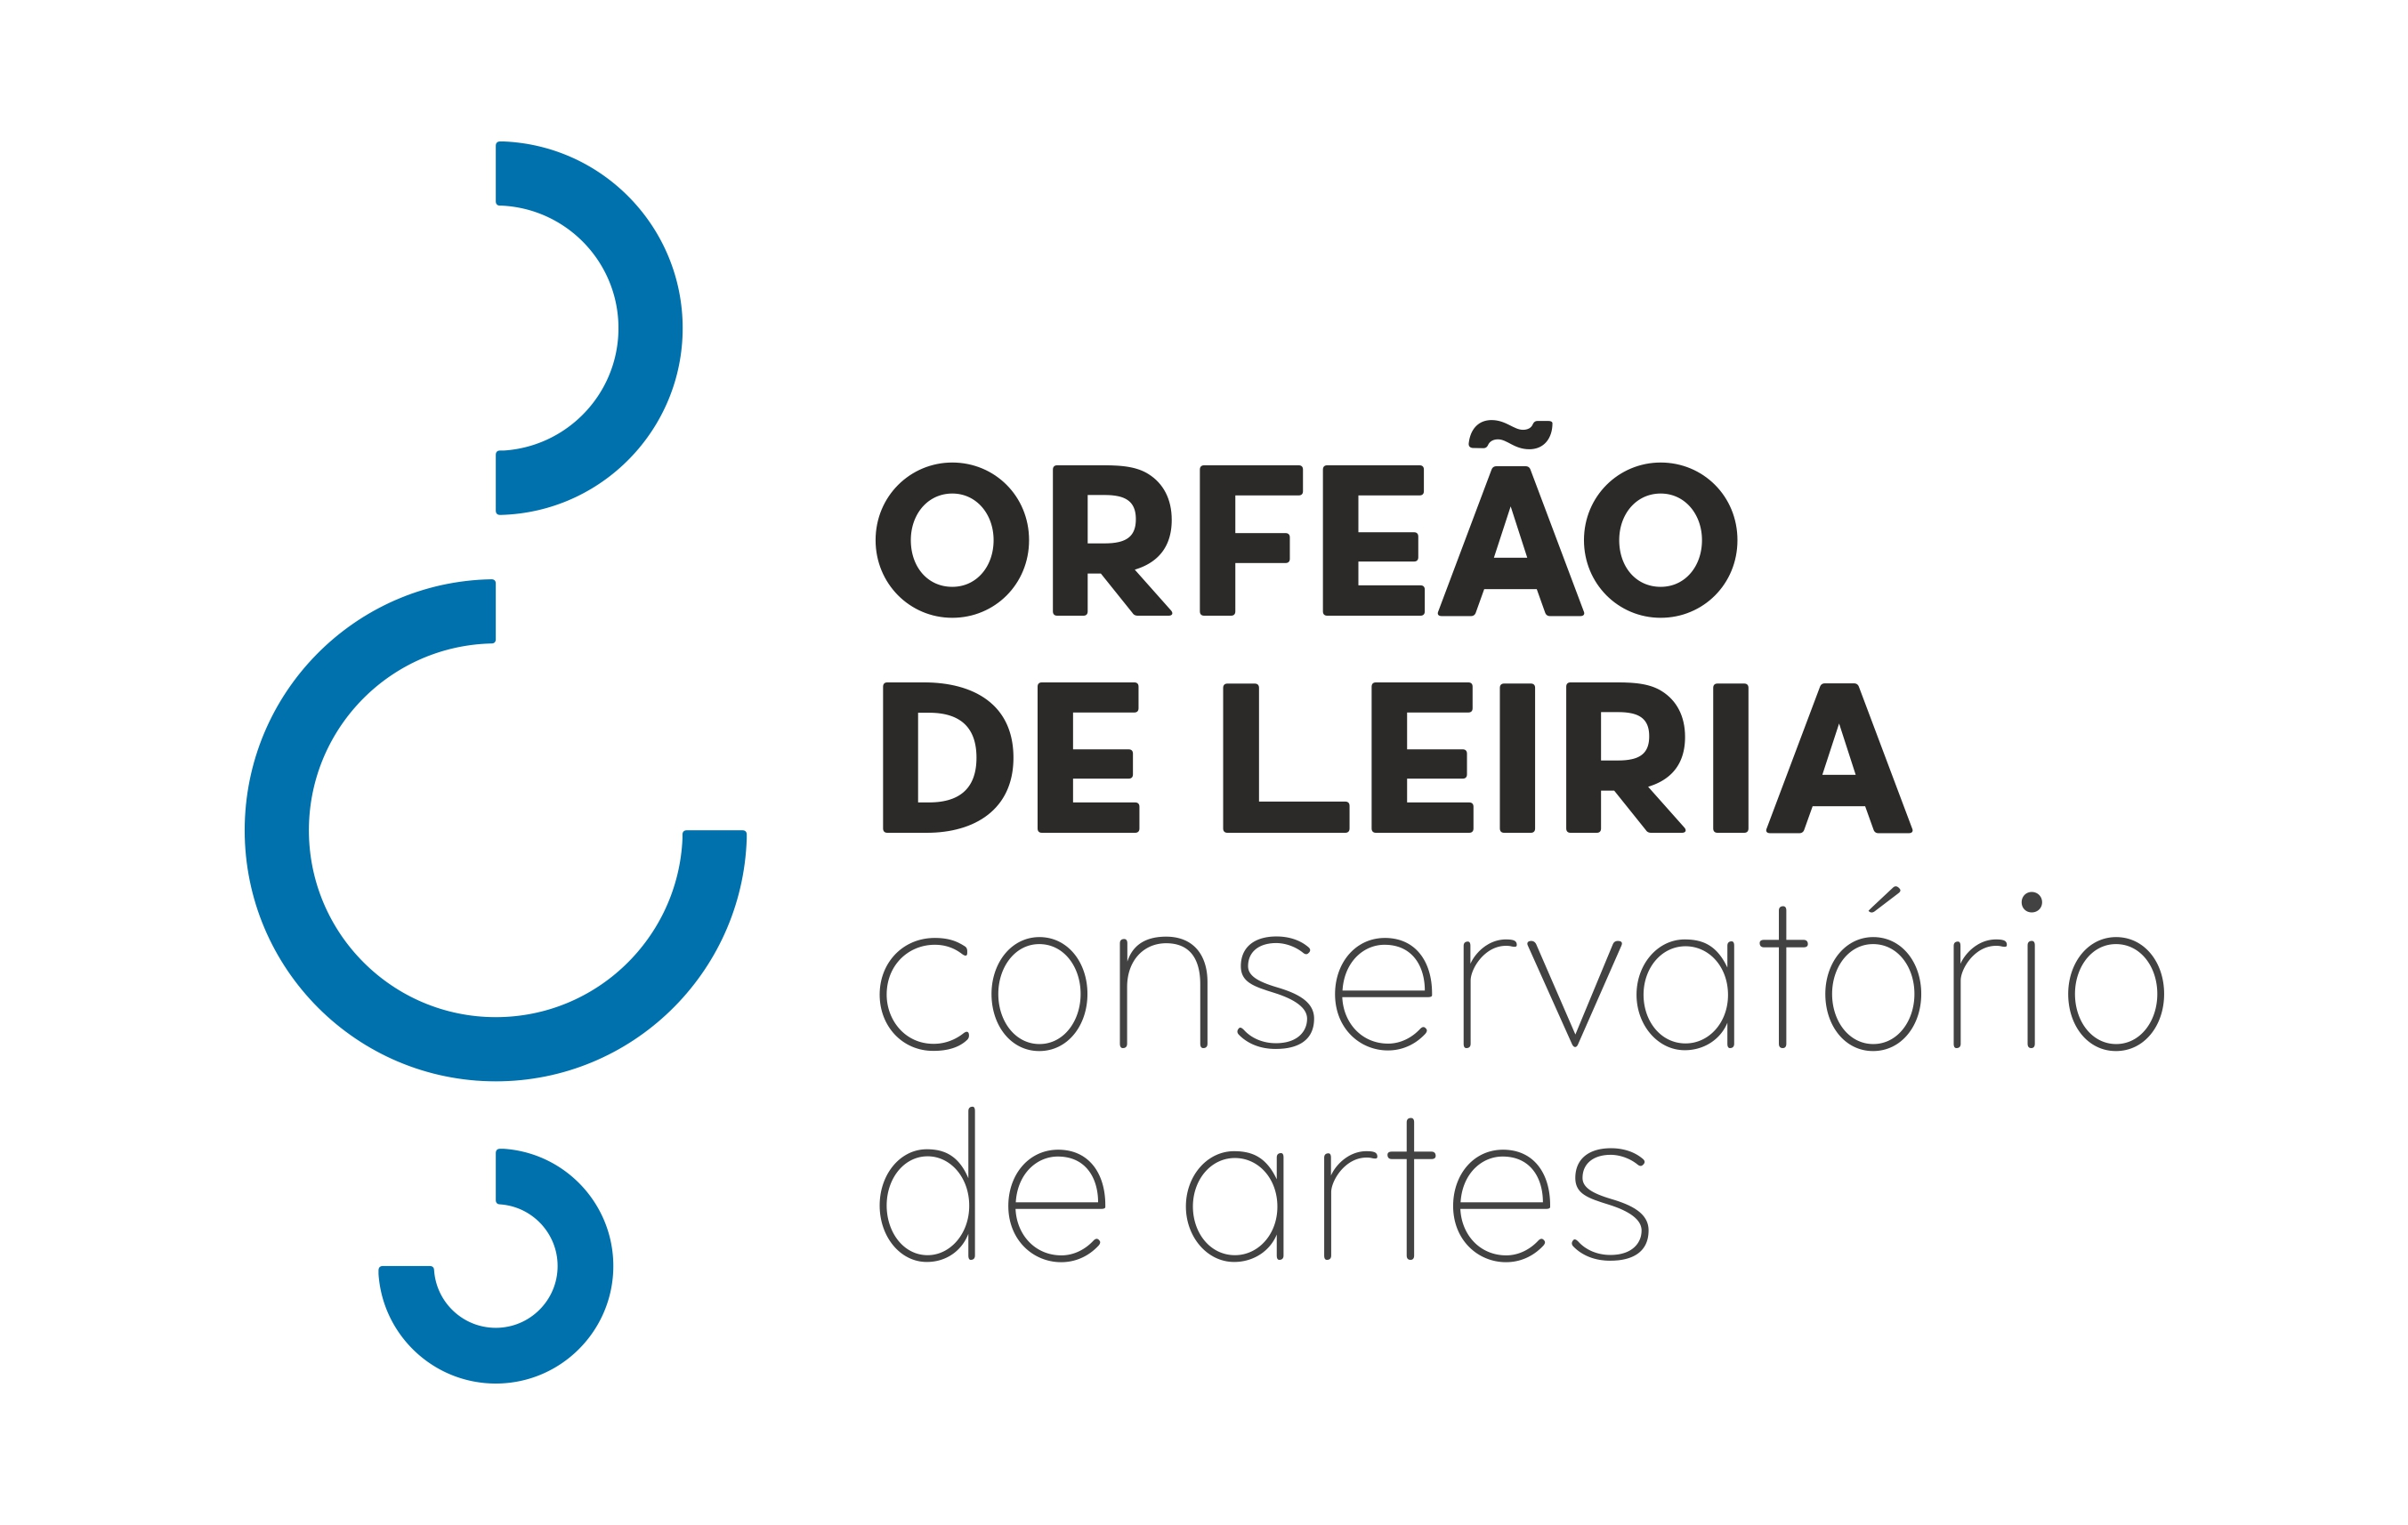 ORFEÃO
DE LEIRIA
conservatório
de artes